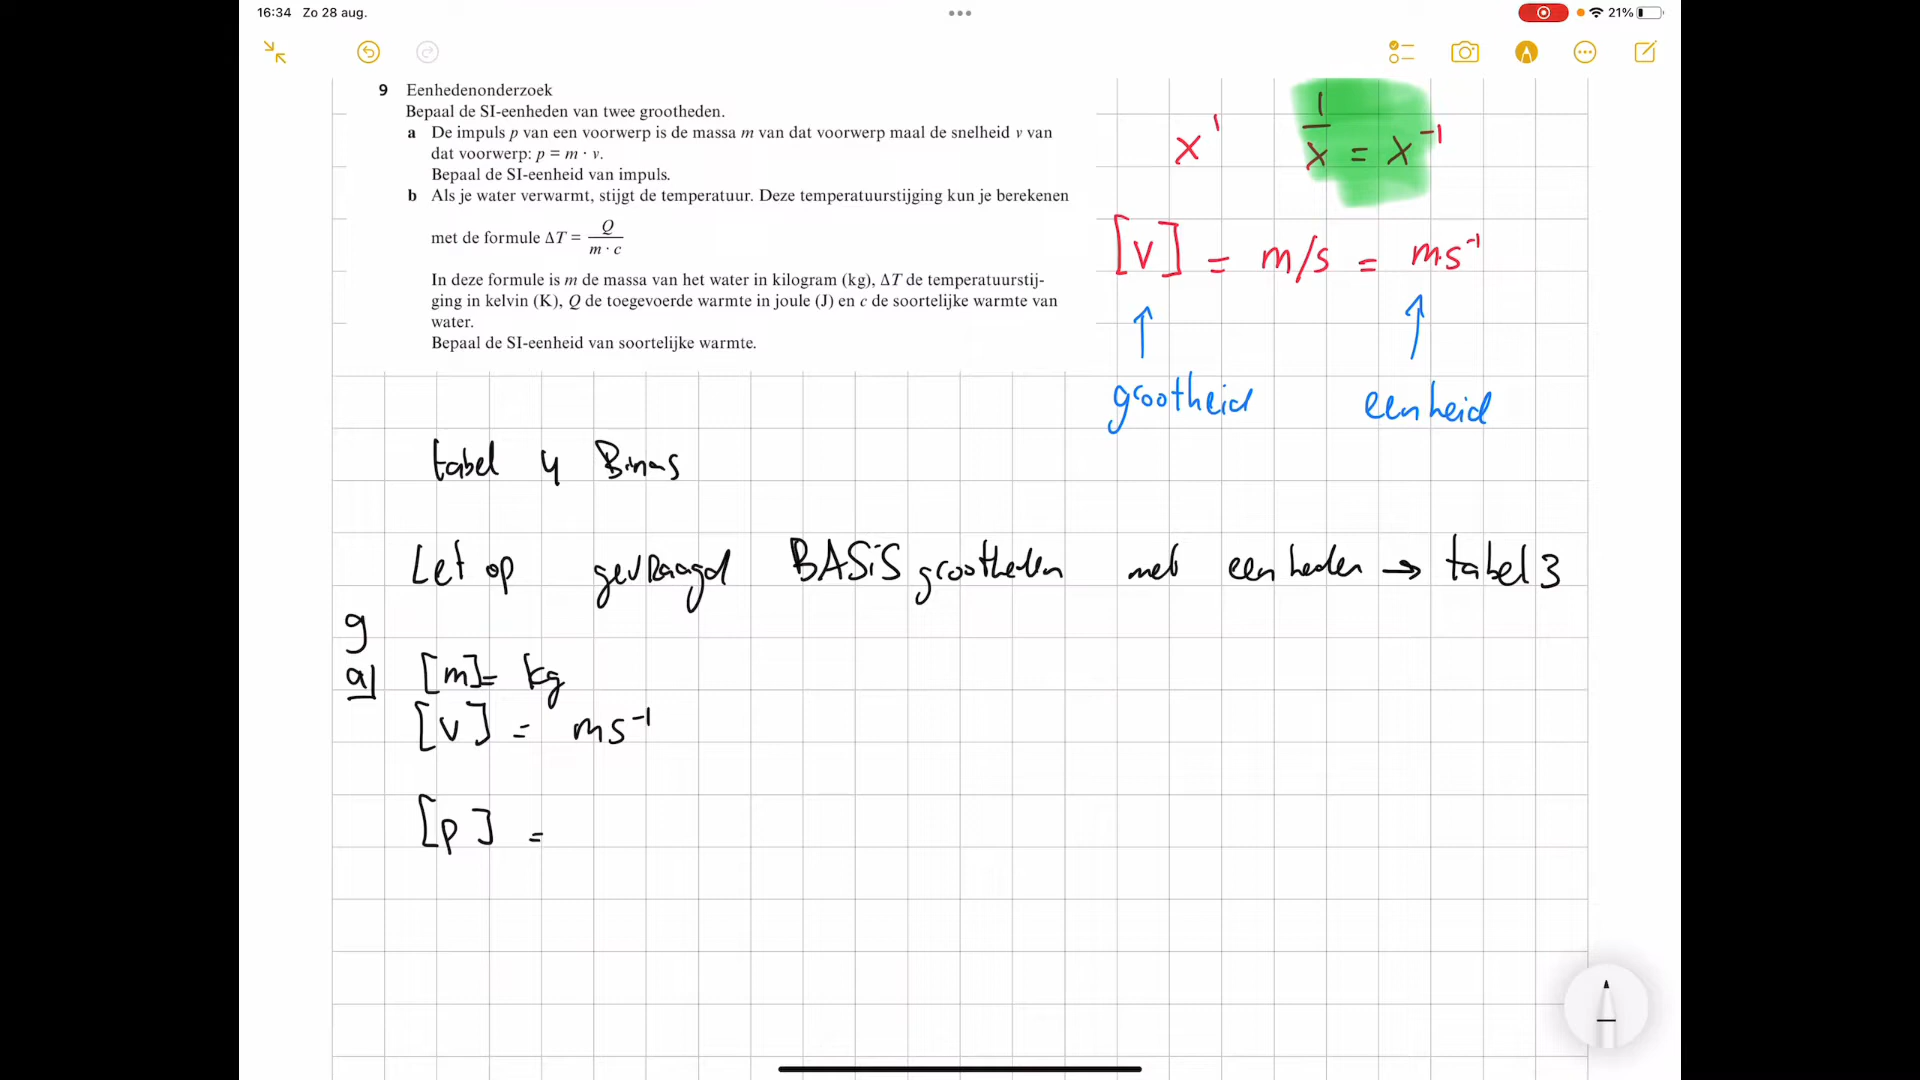 16:34 Zo 28 aug.
21%
9 Eenhedenonderzoek
Bepaal de SI-eenheden van twee grootheden.
a De impuls p van een voorwerp is de massa m van dat voorwerp maal de snelheid v van
dat voorwerp: p = m · v.
Bepaal de SI-eenheid van impuls.
b Als je water verwarmt, stijgt de temperatuur. Deze temperatuurstijging kun je berekenen
met de formule ΔT = Q / (m · c)
In deze formule is m de massa van het water in kilogram (kg), ΔT de temperatuurstij-
ging in kelvin (K), Q de toegevoerde warmte in joule (J) en c de soortelijke warmte van
water.
Bepaal de SI-eenheid van soortelijke warmte.
x¹ 1/x = x⁻¹
[v] = m/s = m.s⁻¹
↑ ↑
grootheid eenheid
tabel 4 Binas
Let op gevraagd BASiS grootheden met eenheden → tabel 3
9
a) [m] = kg
[v] = ms⁻¹
[p] =